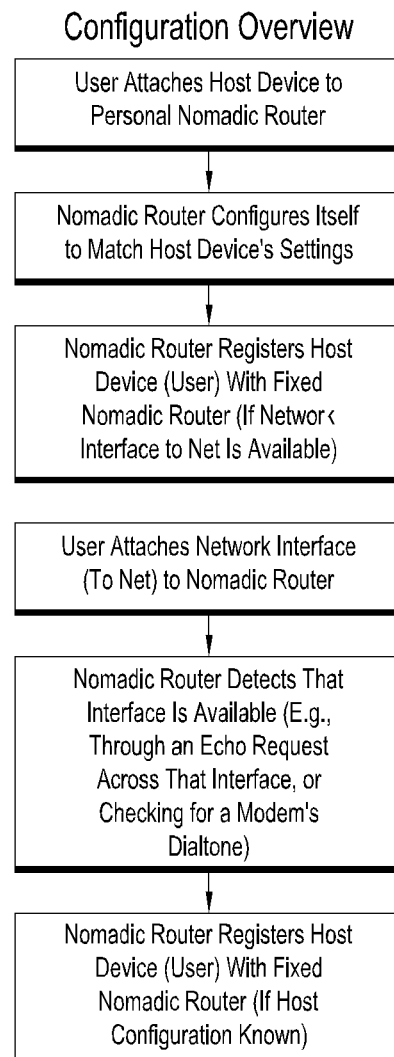 Configuration Overview
User Attaches Host Device to
Personal Nomadic Router
Nomadic Router Configures Itself
to Match Host Device's Settings
Nomadic Router Registers Host
Device (User) With Fixed
Nomadic Router (If Network
Interface to Net Is Available)
User Attaches Network Interface
(To Net) to Nomadic Router
Nomadic Router Detects That
Interface Is Available (E.g.,
Through an Echo Request
Across That Interface, or
Checking for a Modem's
Dialtone)
Nomadic Router Registers Host
Device (User) With Fixed
Nomadic Router (If Host
Configuration Known)